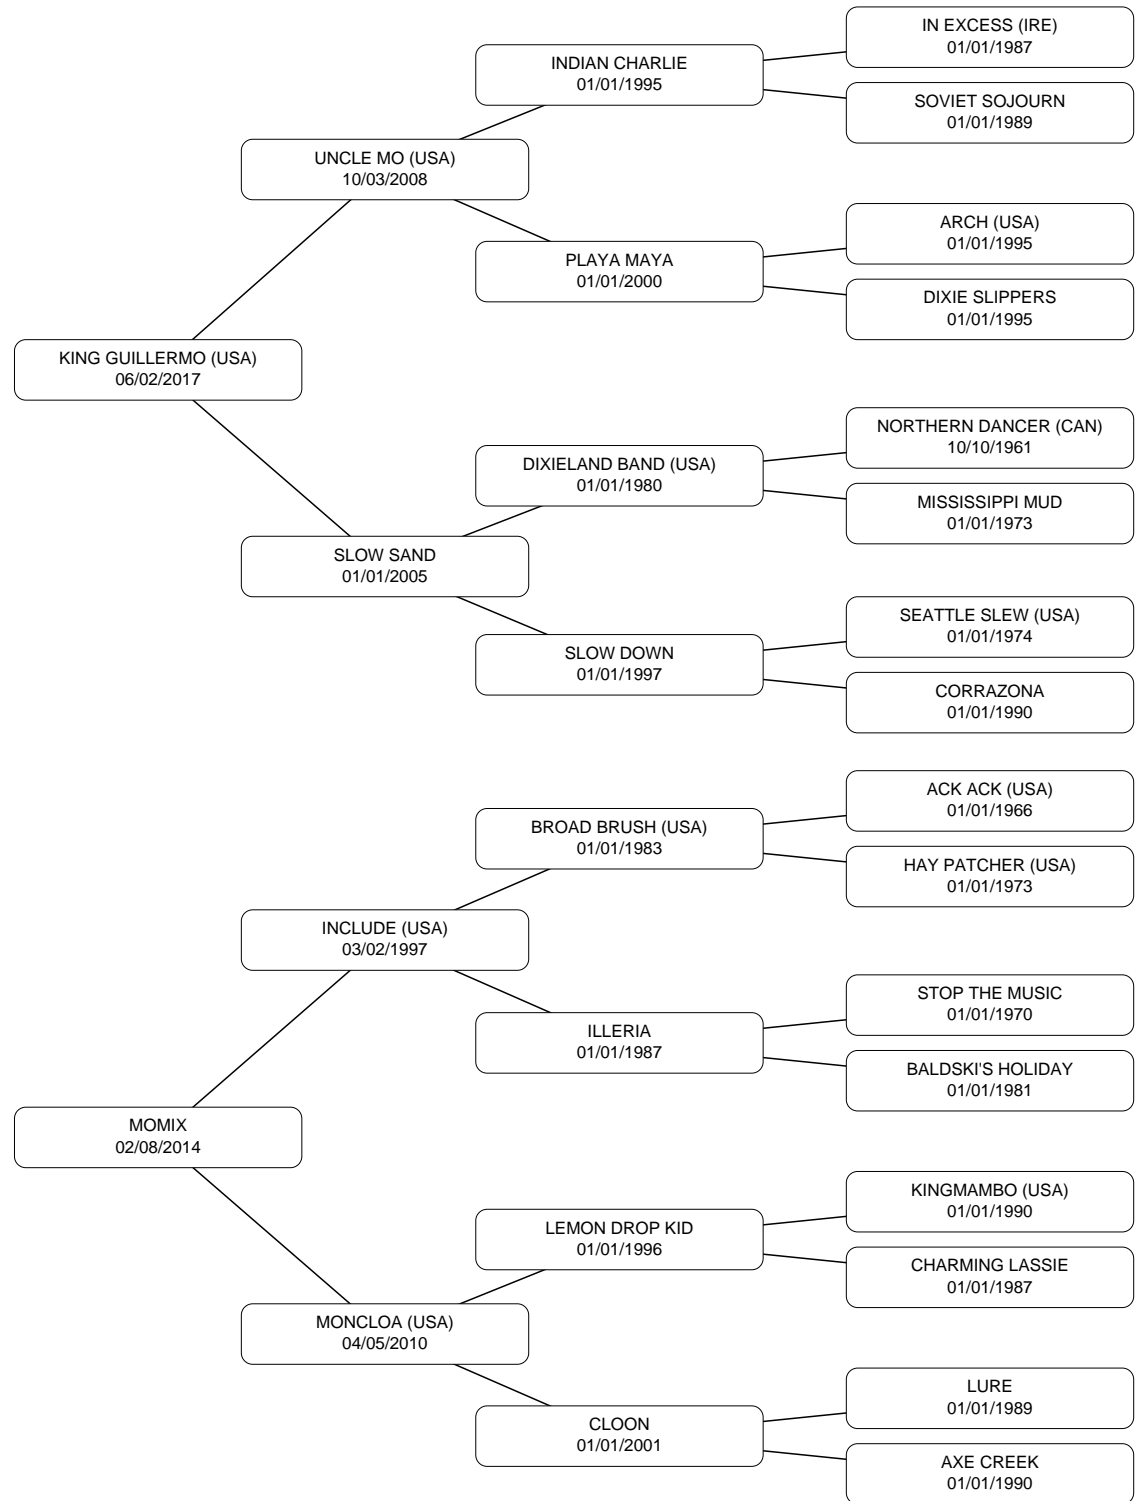 IN EXCESS (IRE)
01/01/1987
INDIAN CHARLIE
01/01/1995
SOVIET SOJOURN
01/01/1989
UNCLE MO (USA)
10/03/2008
ARCH (USA)
01/01/1995
PLAYA MAYA
01/01/2000
DIXIE SLIPPERS
01/01/1995
KING GUILLERMO (USA)
06/02/2017
NORTHERN DANCER (CAN)
10/10/1961
DIXIELAND BAND (USA)
01/01/1980
MISSISSIPPI MUD
01/01/1973
SLOW SAND
01/01/2005
SEATTLE SLEW (USA)
01/01/1974
SLOW DOWN
01/01/1997
CORRAZONA
01/01/1990
ACK ACK (USA)
01/01/1966
BROAD BRUSH (USA)
01/01/1983
HAY PATCHER (USA)
01/01/1973
INCLUDE (USA)
03/02/1997
STOP THE MUSIC
01/01/1970
ILLERIA
01/01/1987
BALDSKI'S HOLIDAY
01/01/1981
MOMIX
02/08/2014
KINGMAMBO (USA)
01/01/1990
LEMON DROP KID
01/01/1996
CHARMING LASSIE
01/01/1987
MONCLOA (USA)
04/05/2010
LURE
01/01/1989
CLOON
01/01/2001
AXE CREEK
01/01/1990